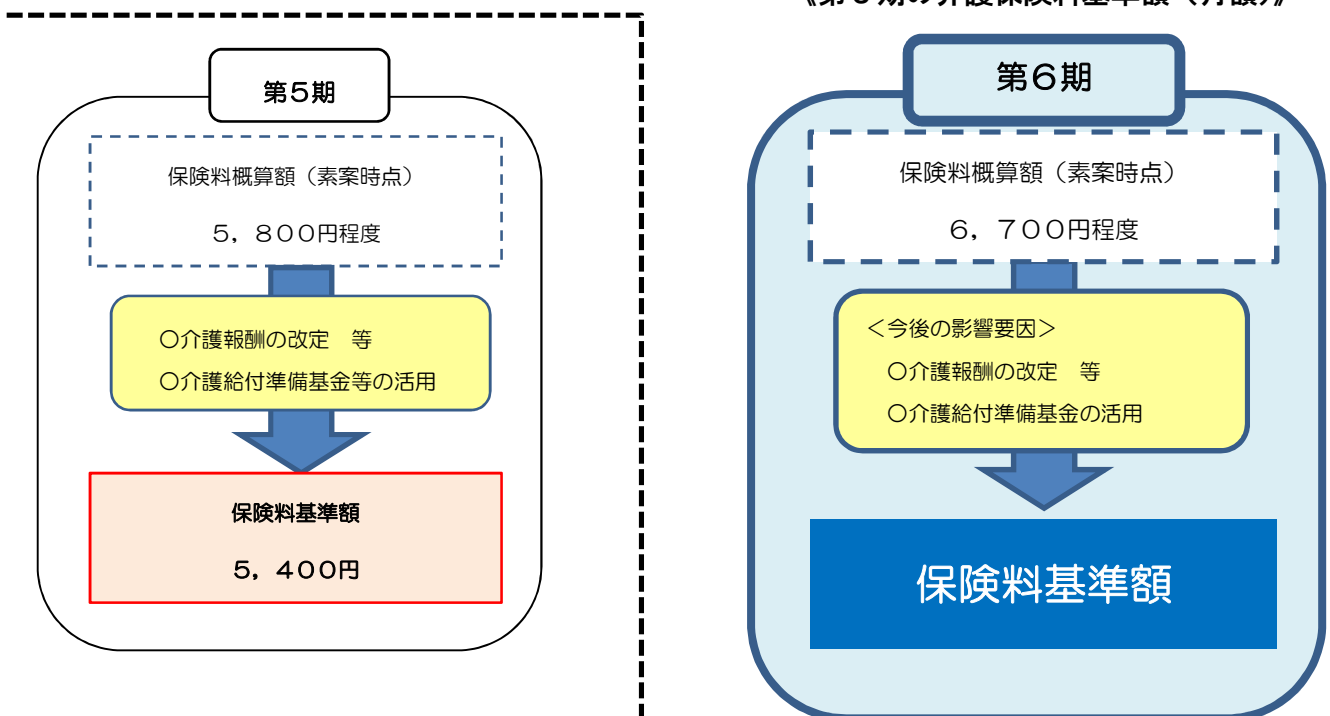 第5期
保険料概算額（素案時点）
5，800円程度
〇介護報酬の改定　等
〇介護給付準備基金等の活用
保険料基準額
5，400円
第6期
保険料概算額（素案時点）
6，700円程度
＜今後の影響要因＞
〇介護報酬の改定　等
〇介護給付準備基金の活用
保険料基準額